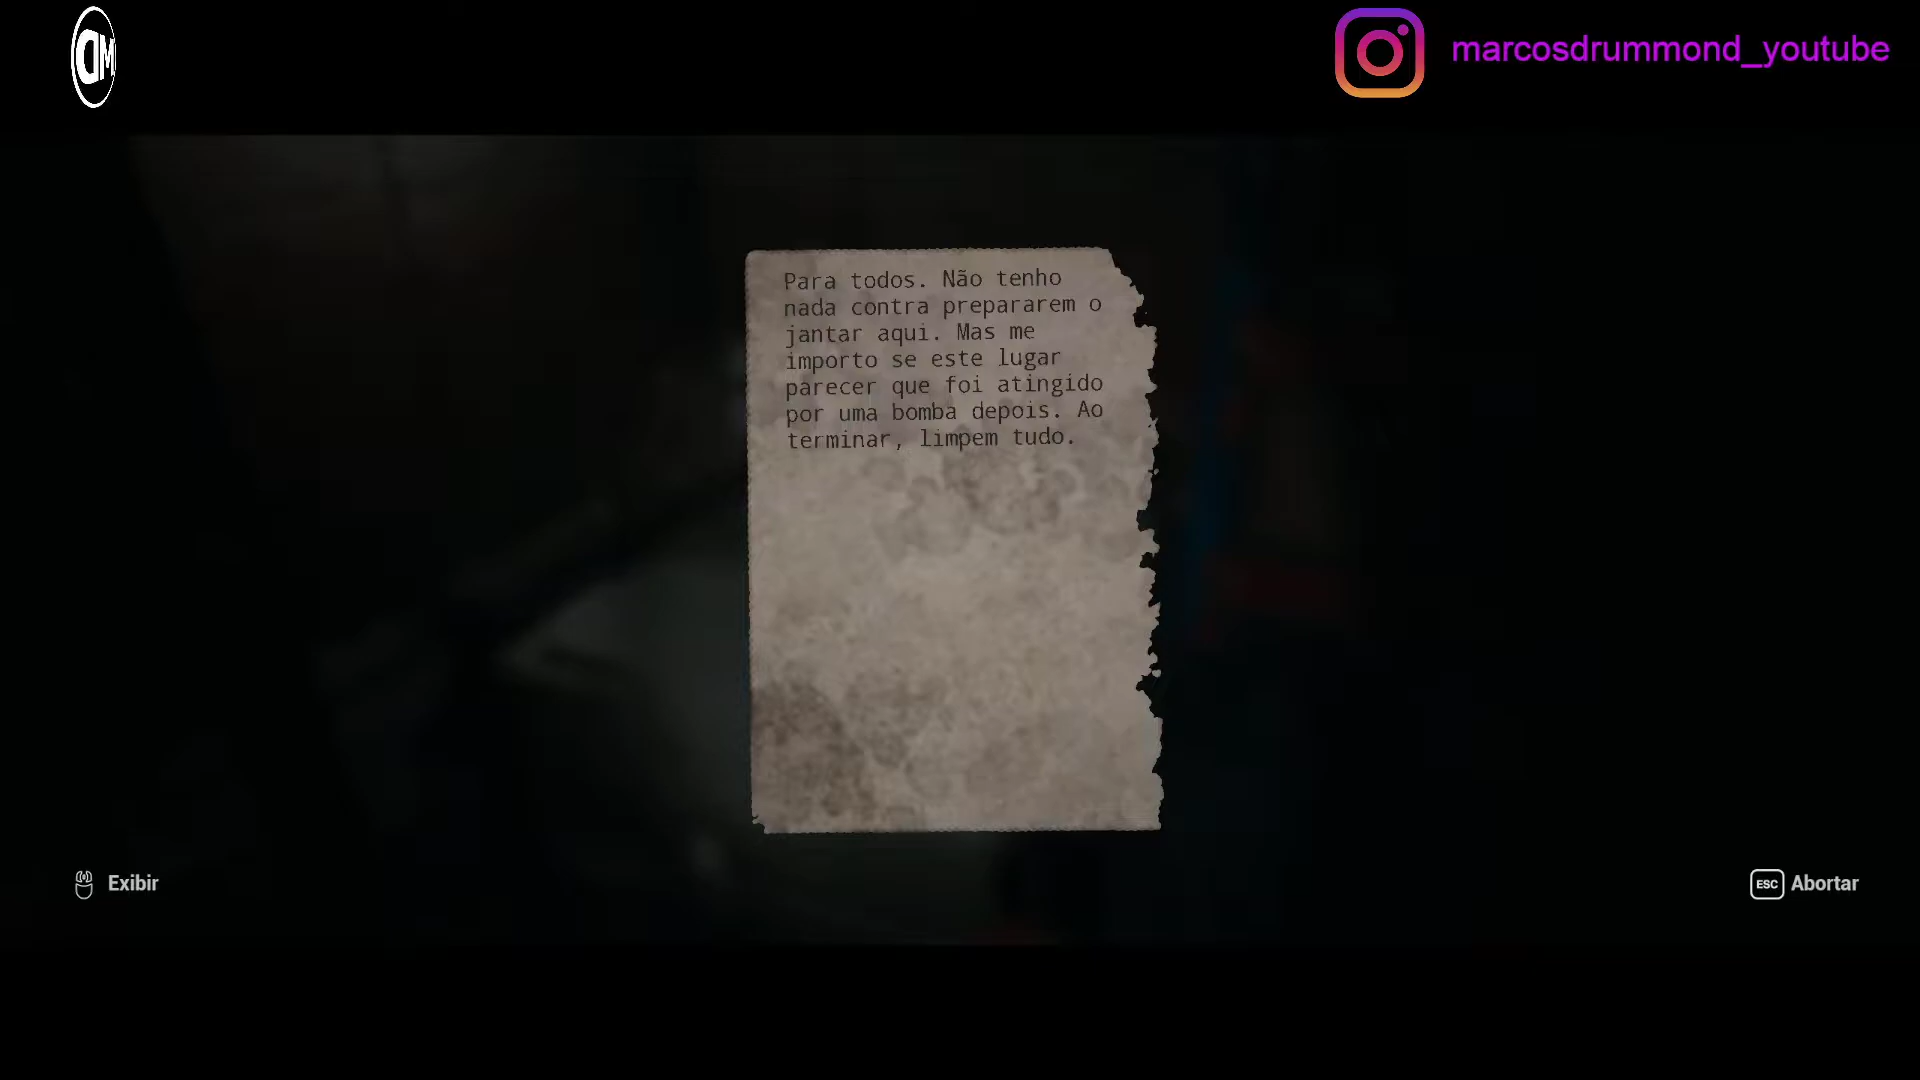 DM
marcosdrummond_youtube
Para todos. Não tenho
nada contra prepararem o
jantar aqui. Mas me
importo se este lugar
parecer que foi atingido
por uma bomba depois. Ao
terminar, limpem tudo.
Exibir
ESC Abortar